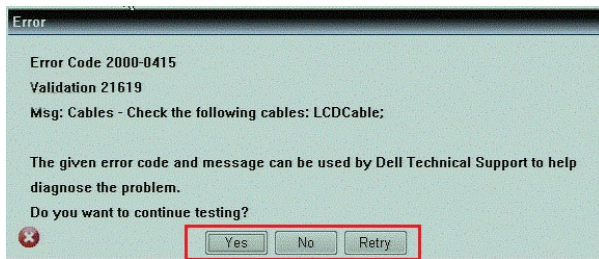 Error
Error Code 2000-0415
Validation 21619
Msg: Cables - Check the following cables: LCDCable;
The given error code and message can be used by Dell Technical Support to help
diagnose the problem.
Do you want to continue testing?
Yes No Retry